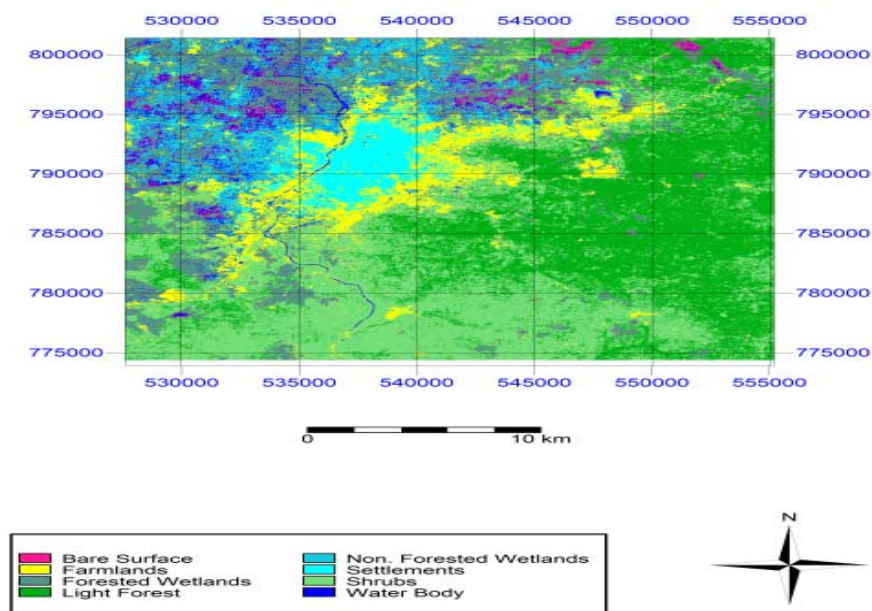 530000 535000 540000 545000 550000 555000
800000 800000
795000 795000
790000 790000
785000 785000
780000 780000
775000 775000
530000 535000 540000 545000 550000 555000
0 10 km
N
Bare Surface Non. Forested Wetlands
Farmlands Settlements
Forested Wetlands Shrubs
Light Forest Water Body